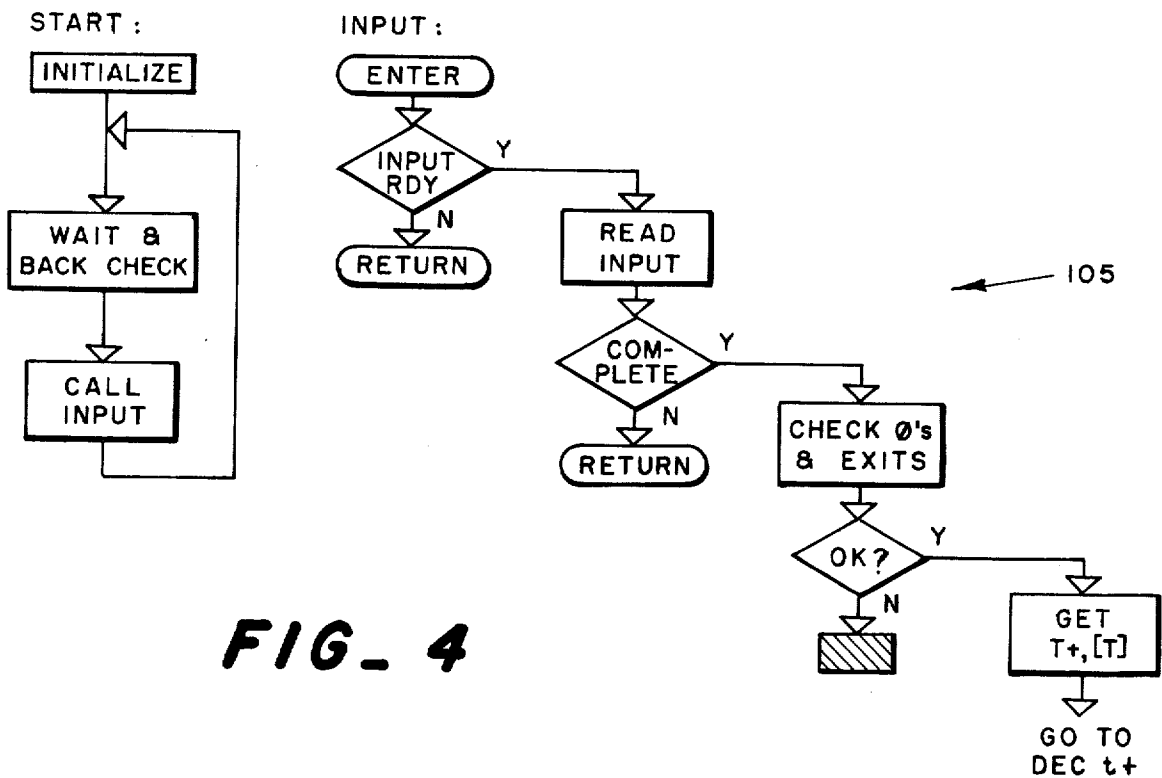 START :
INITIALIZE
WAIT &
BACK CHECK
CALL
INPUT
INPUT :
ENTER
INPUT
RDY
Y
N
RETURN
READ
INPUT
105
COM-
PLETE
Y
N
RETURN
CHECK Ø's
& EXITS
OK?
Y
N
GET
T+,[T]
GO TO
DEC t+
FIG_ 4